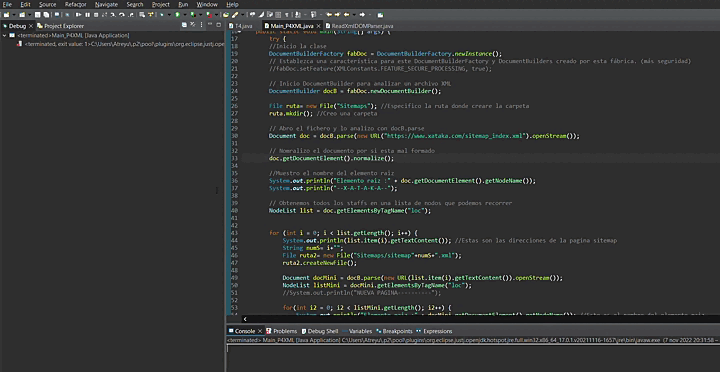 File Edit Source Refactor Navigate Search Project Run Window Help
Debug Project Explorer
<terminated>Main_P4XML [Java Application]
<terminated, exit value: 1>C:\Users\Atreyu\.p2\pool\plugins\org.eclipse.justj.ope
T4.java Main_P4XML.java ReadXmlDOMParser.java
16 public static void main(String[] args) {
17 try {
18 //Inicio la clase
19 DocumentBuilderFactory fabDoc = DocumentBuilderFactory.newInstance();
20 // Establezca una característica para este DocumentBuilderFactory y DocumentBuilders creado por esta fábrica. (más seguridad)
21 //fabDoc.setFeature(XMLConstants.FEATURE_SECURE_PROCESSING, true);
22
23 // Inicio DocumentBuilder para analizar un archivo XML
24 DocumentBuilder docB = fabDoc.newDocumentBuilder();
25
26 File ruta= new File("Sitemaps"); //Especifico la ruta donde creare la carpeta
27 ruta.mkdir(); //Creo una carpeta
28
29 // Abro el fichero y lo analizo con docB.parse
30 Document doc = docB.parse(new URL("https://www.xataka.com/sitemap_index.xml").openStream());
31
32 // Nomralizo el documento por si esta mal formado
33 doc.getDocumentElement().normalize();
34
35 //Muestro el nombre del elemento raiz
36 System.out.println("Elemento raiz :" + doc.getDocumentElement().getNodeName());
37 System.out.println("--X-A-T-A-K-A--");
38
39 // Obtenemos todos los staffs en una lista de nodos que podemos recorrer
40 NodeList list = doc.getElementsByTagName("loc");
41
42
43 for (int i = 0; i < list.getLength(); i++) {
44 System.out.println(list.item(i).getTextContent()); //Estas son las direcciones de la pagina sitemap
45 String numS= i+"";
46 File ruta2= new File("Sitemaps/sitemap"+numS+".xml");
47 ruta2.createNewFile();
48
49 Document docMini = docB.parse(new URL(list.item(i).getTextContent()).openStream());
50 NodeList listMini = docMini.getElementsByTagName("loc");
51 //System.out.println("NUEVA PAGINA----------");
52
53 for(int i2 = 0; i2 < listMini.getLength(); i2++) {
Console Problems Debug Shell Variables Breakpoints Expressions
<terminated> Main_P4XML [Java Application] C:\Users\Atreyu\.p2\pool\plugins\org.eclipse.justj.openjdk.hotspot.jre.full.win32.x86_64_17.0.1.v20211116-1657\jre\bin\javaw.exe (7 nov 2022 20:31:58 –